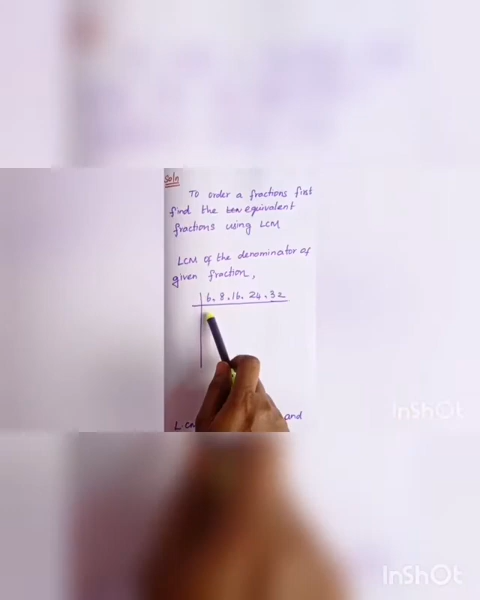 Soln
To order a fractions first
find the equivalent
fractions using LCM
LCM of the denominator of
given fraction,
6, 8, 16, 24, 32
L CM and
InShOt
InShOt